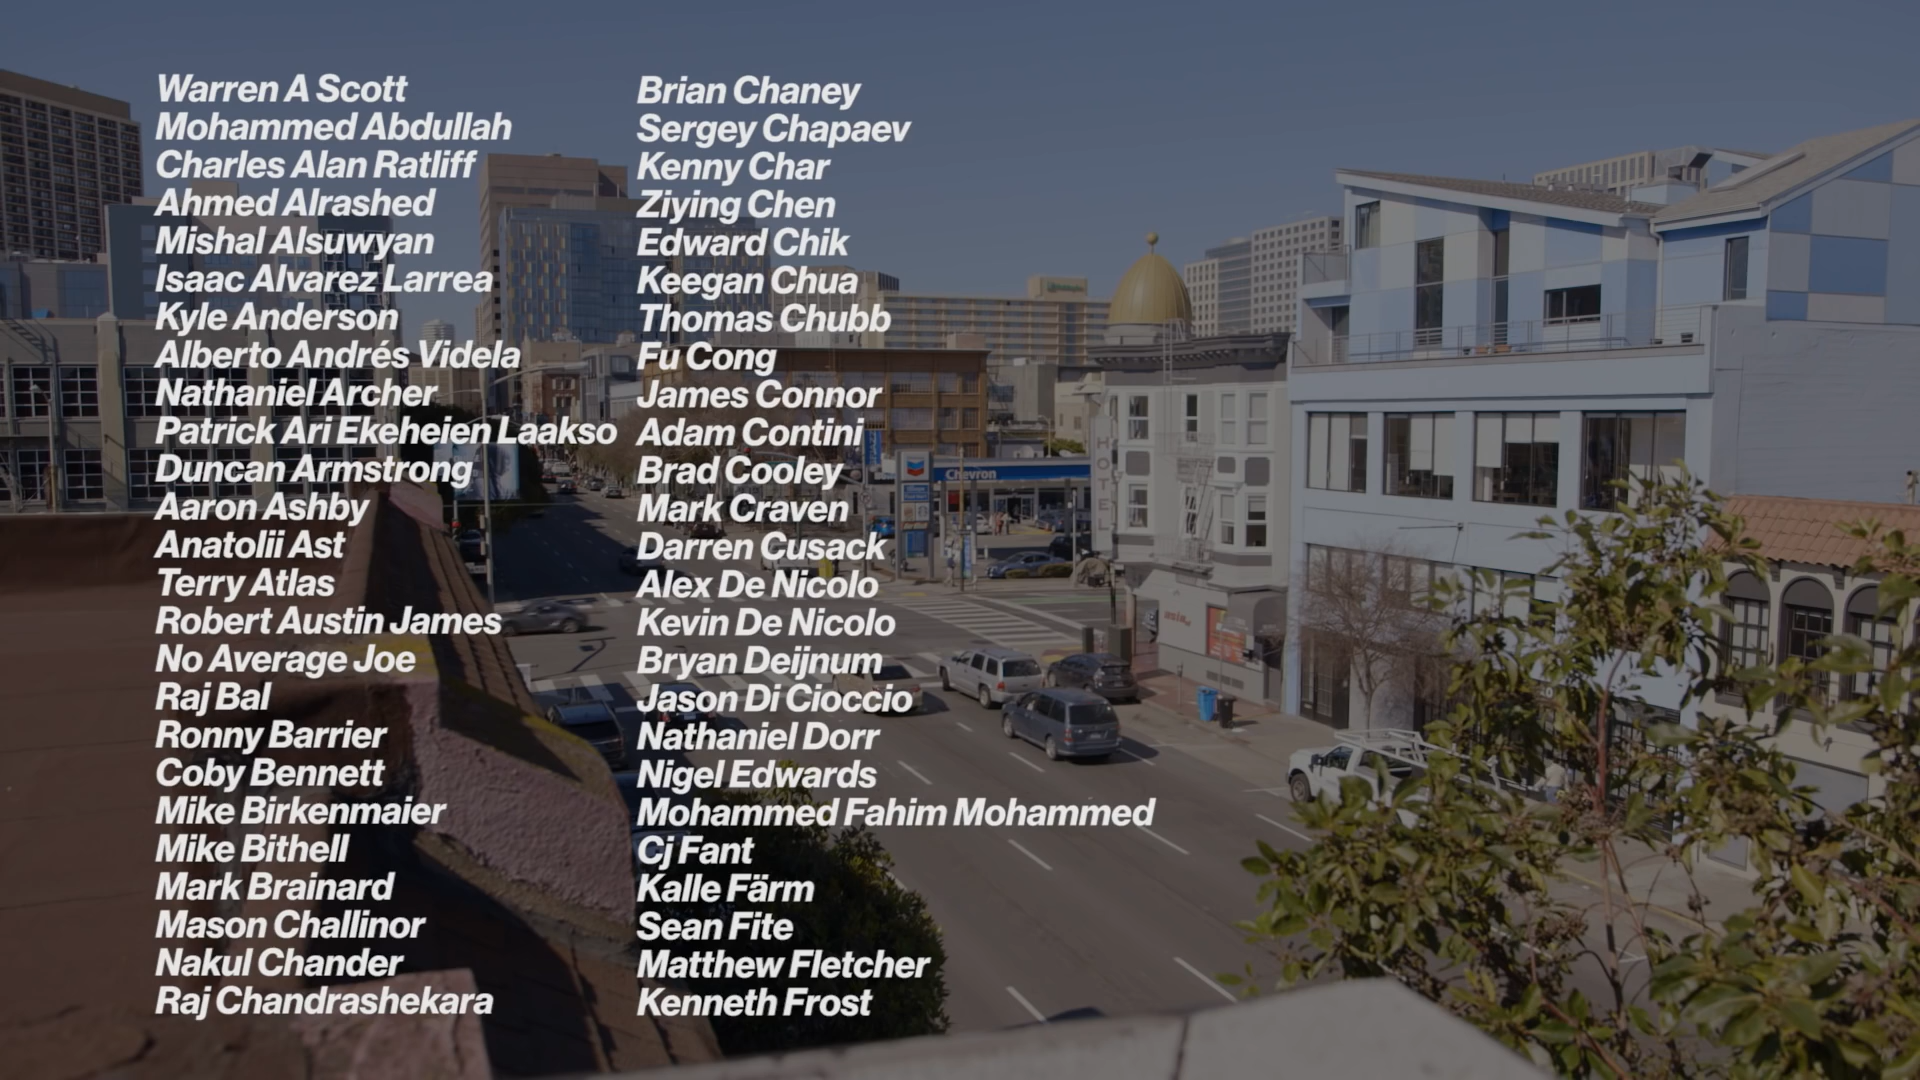 Warren A Scott
Mohammed Abdullah
Charles Alan Ratliff
Ahmed Alrashed
Mishal Alsuwyan
Isaac Alvarez Larrea
Kyle Anderson
Alberto Andrés Videla
Nathaniel Archer
Patrick Ari Ekeheien Laakso
Duncan Armstrong
Aaron Ashby
Anatolii Ast
Terry Atlas
Robert Austin James
No Average Joe
Raj Bal
Ronny Barrier
Coby Bennett
Mike Birkenmaier
Mike Bithell
Mark Brainard
Mason Challinor
Nakul Chander
Raj Chandrashekara
Brian Chaney
Sergey Chapaev
Kenny Char
Ziying Chen
Edward Chik
Keegan Chua
Thomas Chubb
Fu Cong
James Connor
Adam Contini
Brad Cooley
Mark Craven
Darren Cusack
Alex De Nicolo
Kevin De Nicolo
Bryan Deijnum
Jason Di Cioccio
Nathaniel Dorr
Nigel Edwards
Mohammed Fahim Mohammed
Cj Fant
Kalle Färm
Sean Fite
Matthew Fletcher
Kenneth Frost
Chevron
HOTEL